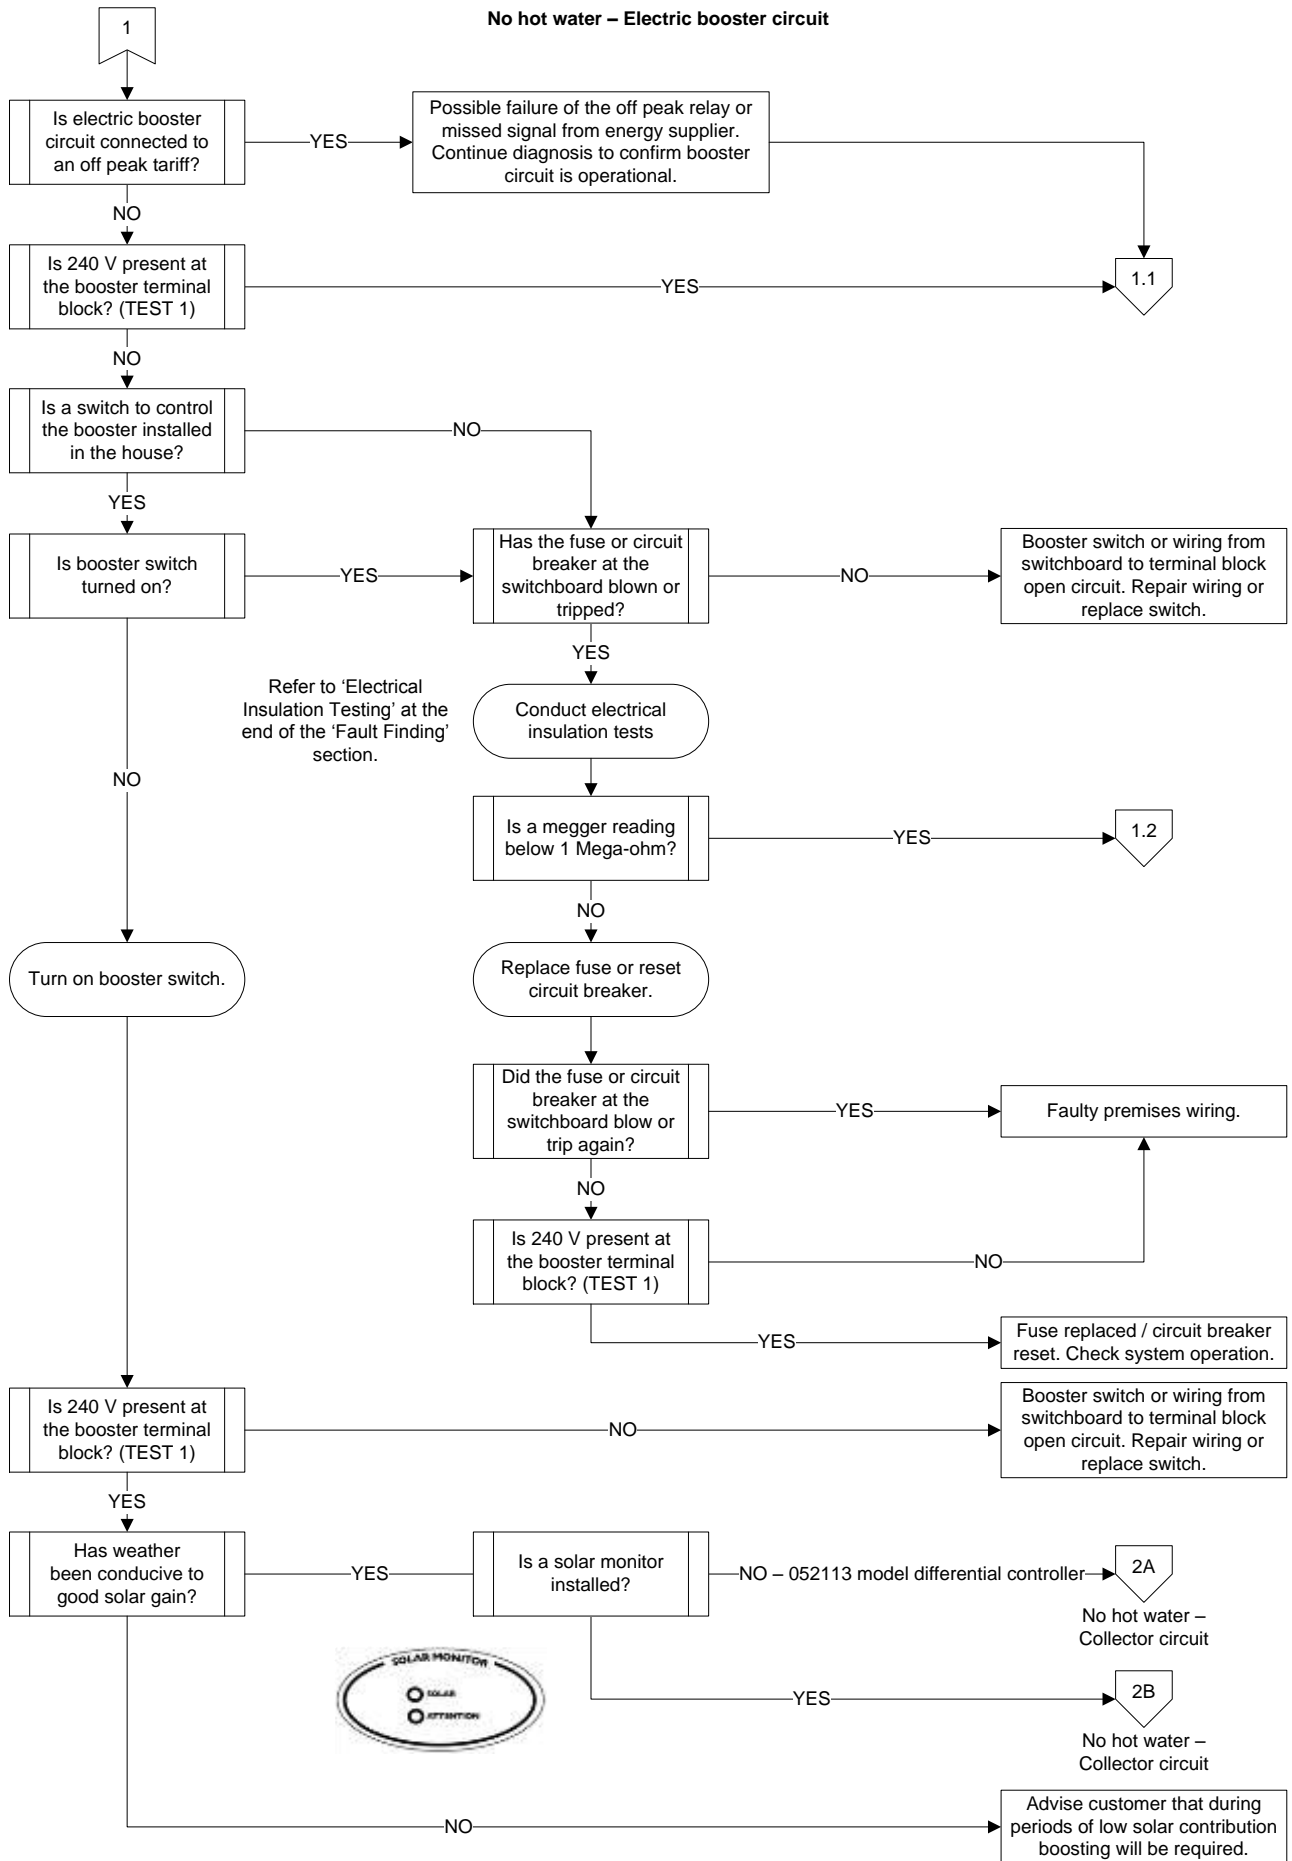 No hot water – Electric booster circuit
1
Is electric booster
circuit connected to
an off peak tariff?
YES
Possible failure of the off peak relay or
missed signal from energy supplier.
Continue diagnosis to confirm booster
circuit is operational.
NO
Is 240 V present at
the booster terminal
block? (TEST 1)
YES
1.1
NO
Is a switch to control
the booster installed
in the house?
NO
YES
Is booster switch
turned on?
YES
Has the fuse or circuit
breaker at the
switchboard blown or
tripped?
NO
Booster switch or wiring from
switchboard to terminal block
open circuit. Repair wiring or
replace switch.
YES
Refer to ‘Electrical
Insulation Testing’ at the
end of the ‘Fault Finding’
section.
Conduct electrical
insulation tests
NO
Is a megger reading
below 1 Mega-ohm?
YES
1.2
NO
Turn on booster switch.
Replace fuse or reset
circuit breaker.
Did the fuse or circuit
breaker at the
switchboard blow or
trip again?
YES
Faulty premises wiring.
NO
Is 240 V present at
the booster terminal
block? (TEST 1)
NO
YES
Fuse replaced / circuit breaker
reset. Check system operation.
Is 240 V present at
the booster terminal
block? (TEST 1)
NO
Booster switch or wiring from
switchboard to terminal block
open circuit. Repair wiring or
replace switch.
YES
Has weather
been conducive to
good solar gain?
YES
Is a solar monitor
installed?
NO – 052113 model differential controller
2A
No hot water –
Collector circuit
SOLAR MONITOR
SOLAR
ATTENTION
YES
2B
No hot water –
Collector circuit
NO
Advise customer that during
periods of low solar contribution
boosting will be required.